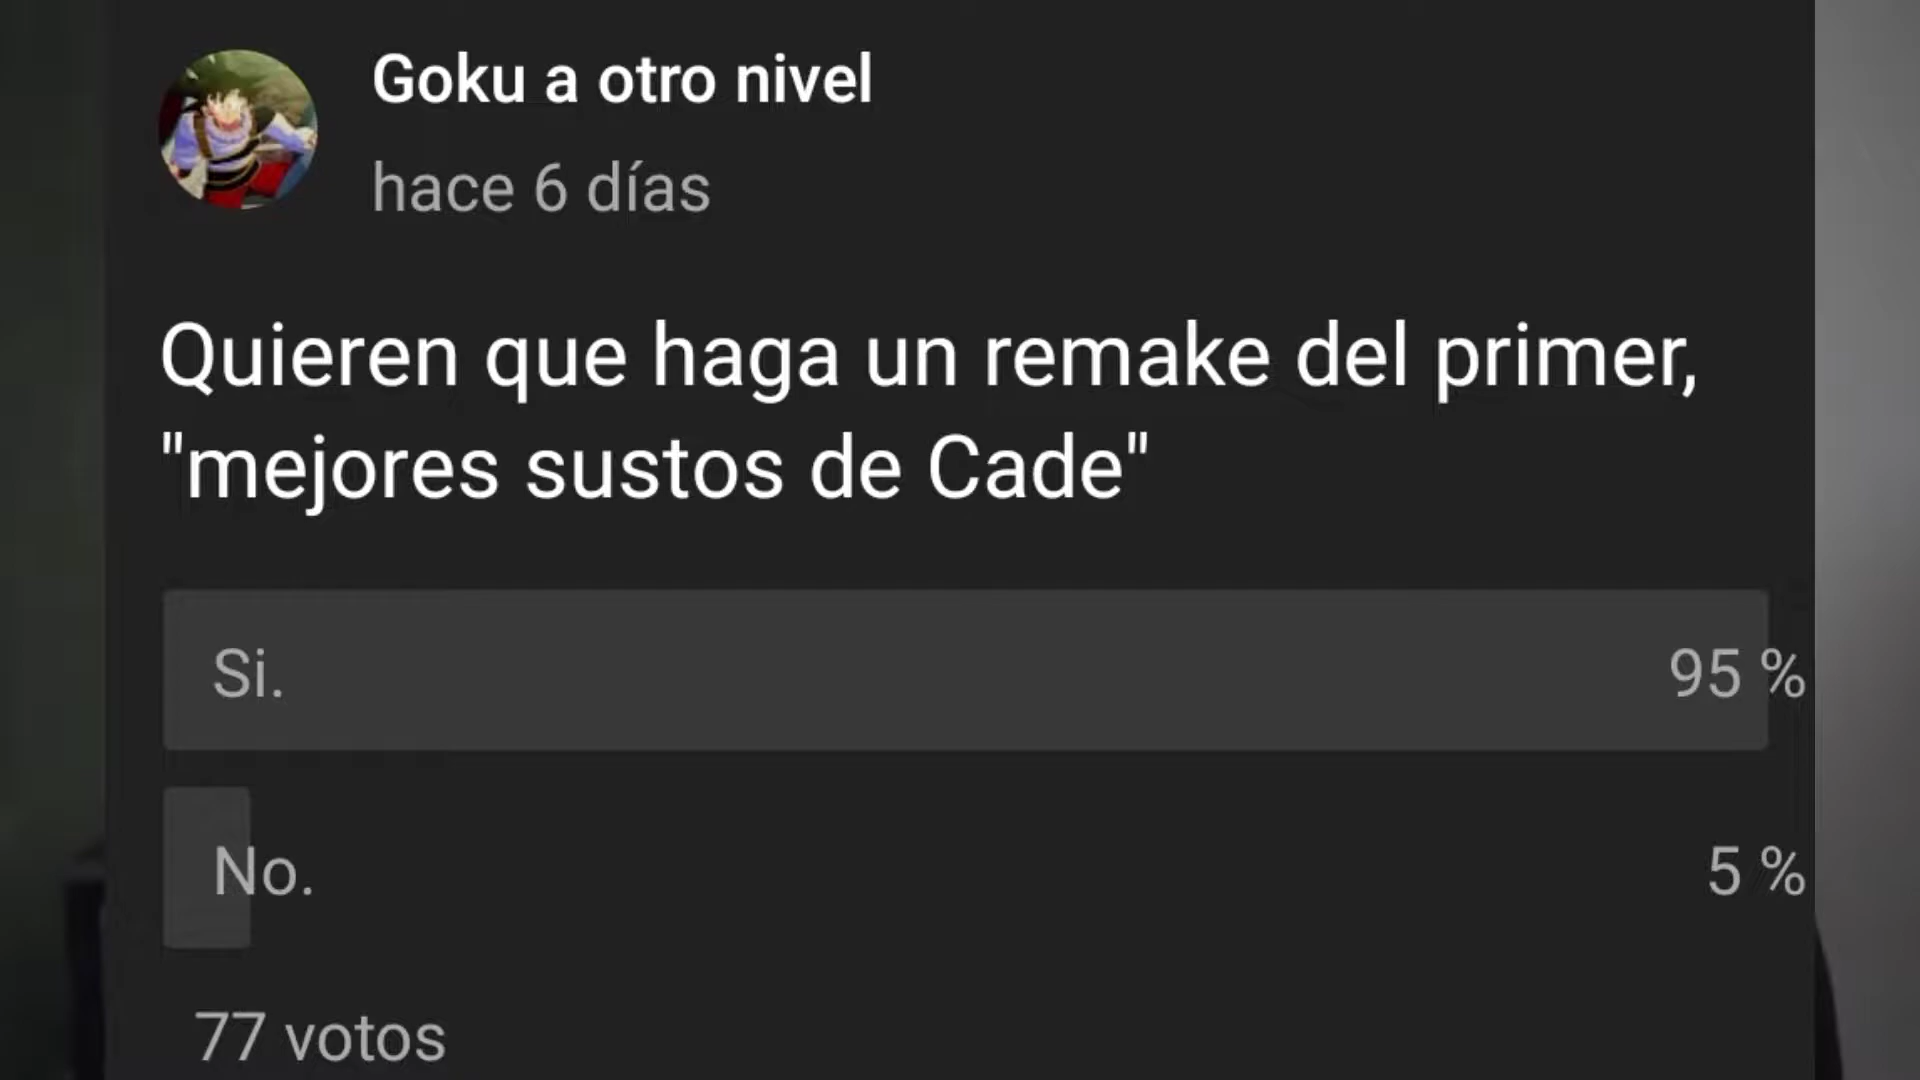 Goku a otro nivel
hace 6 días
Quieren que haga un remake del primer,
"mejores sustos de Cade"
Si. 95 %
No. 5 %
77 votos